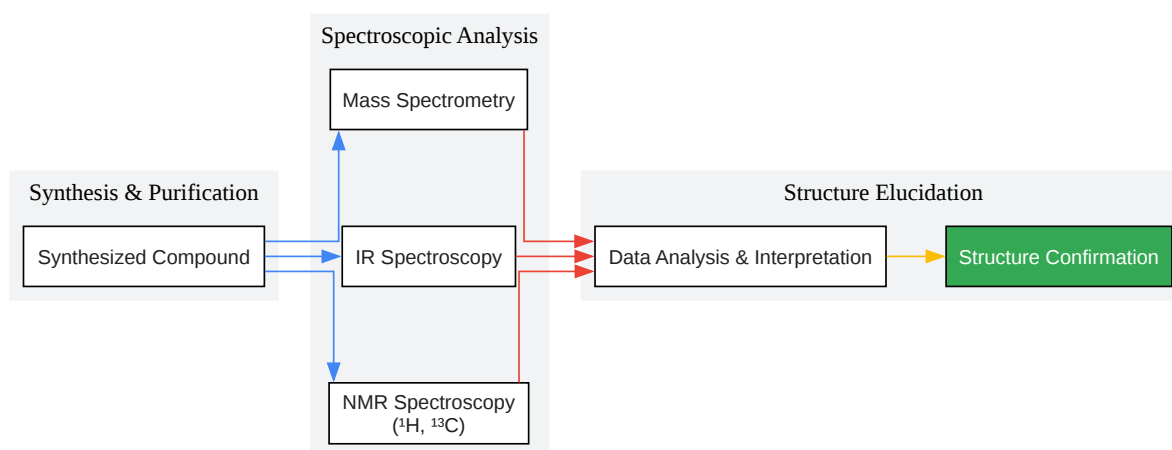 Synthesis & Purification
Synthesized Compound
Spectroscopic Analysis
Mass Spectrometry
IR Spectroscopy
NMR Spectroscopy
(¹H, ¹³C)
Structure Elucidation
Data Analysis & Interpretation
Structure Confirmation